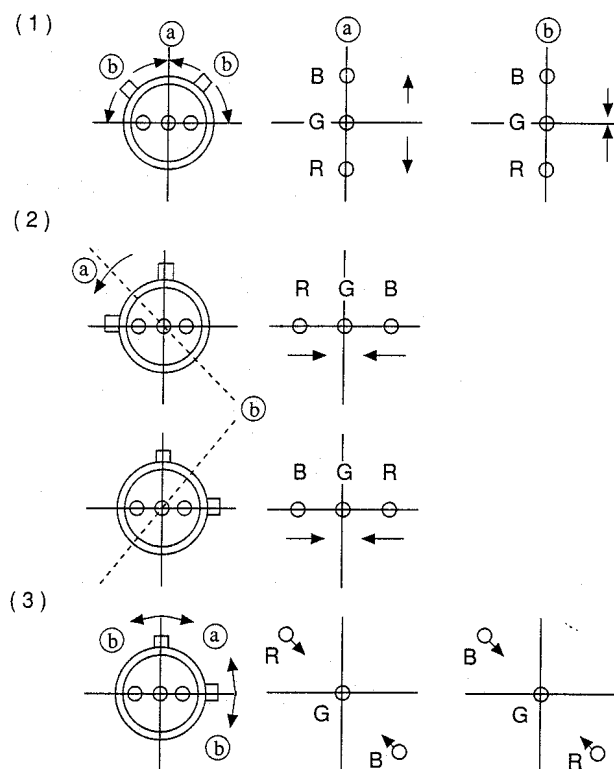 (1)
ⓐ ⓐ ⓑ
ⓑ ⓑ
B B
G G
R R
(2)
ⓐ
R G B
ⓑ
B G R
(3)
ⓑ ⓐ
R B
G G
ⓑ
B R